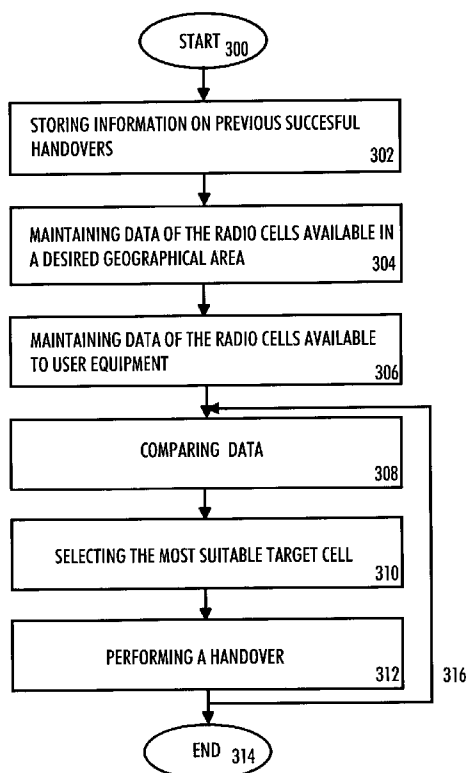 START 300
STORING INFORMATION ON PREVIOUS SUCCESFUL
HANDOVERS
302
MAINTAINING DATA OF THE RADIO CELLS AVAILABLE IN
A DESIRED GEOGRAPHICAL AREA 304
MAINTAINING DATA OF THE RADIO CELLS AVAILABLE
TO USER EQUIPMENT
306
COMPARING DATA
308
SELECTING THE MOST SUITABLE TARGET CELL
310
PERFORMING A HANDOVER
312
316
END 314